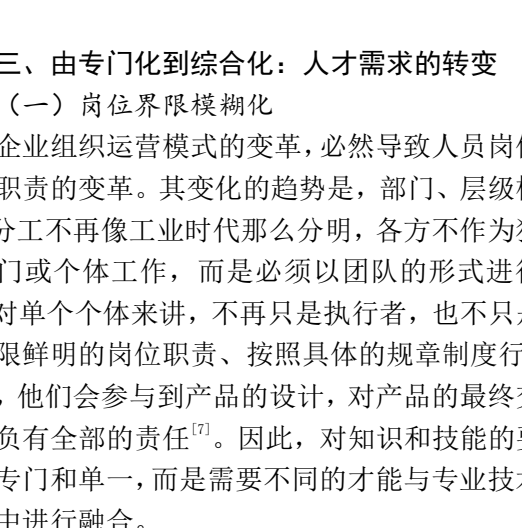 三、由专门化到综合化：人才需求的转变
（一）岗位界限模糊化
企业组织运营模式的变革，必然导致人员岗
职责的变革。其变化的趋势是，部门、层级
分工不再像工业时代那么分明，各方不作为
门或个体工作，而是必须以团队的形式进
对单个个体来讲，不再只是执行者，也不只
限鲜明的岗位职责、按照具体的规章制度行
，他们会参与到产品的设计，对产品的最终
负有全部的责任[7]。因此，对知识和技能的
专门和单一，而是需要不同的才能与专业技
中进行融合。